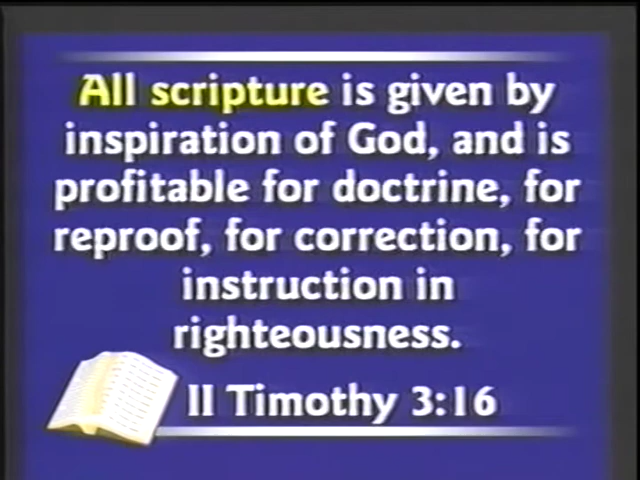 All scripture is given by
inspiration of God, and is
profitable for doctrine, for
reproof, for correction, for
instruction in
righteousness.
II Timothy 3:16